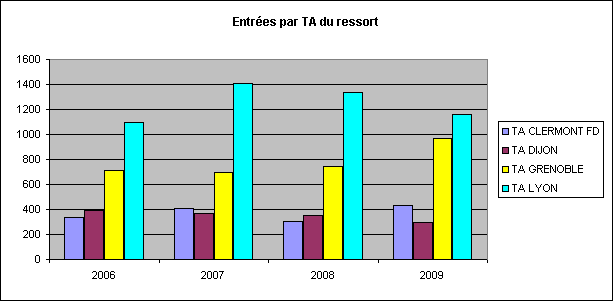 Entrées par TA du ressort
1600
1400
1200
1000
800
600
400
200
0
2006 2007 2008 2009
TA CLERMONT FD
TA DIJON
TA GRENOBLE
TA LYON